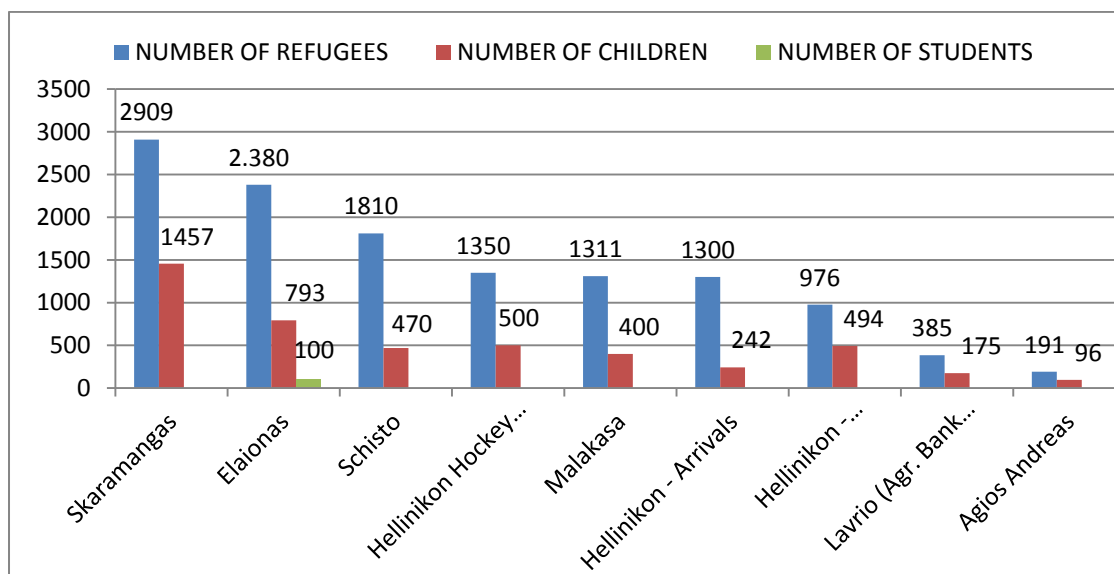 NUMBER OF REFUGEES NUMBER OF CHILDREN NUMBER OF STUDENTS
3500
3000
2500
2000
1500
1000
500
0
2909
1457
2.380
793
100
1810
470
1350
500
1311
400
1300
242
976
494
385
175
191
96
Skaramangas
Elaionas
Schisto
Hellinikon Hockey...
Malakasa
Hellinikon - Arrivals
Hellinikon -...
Lavrio (Agr. Bank...
Agios Andreas